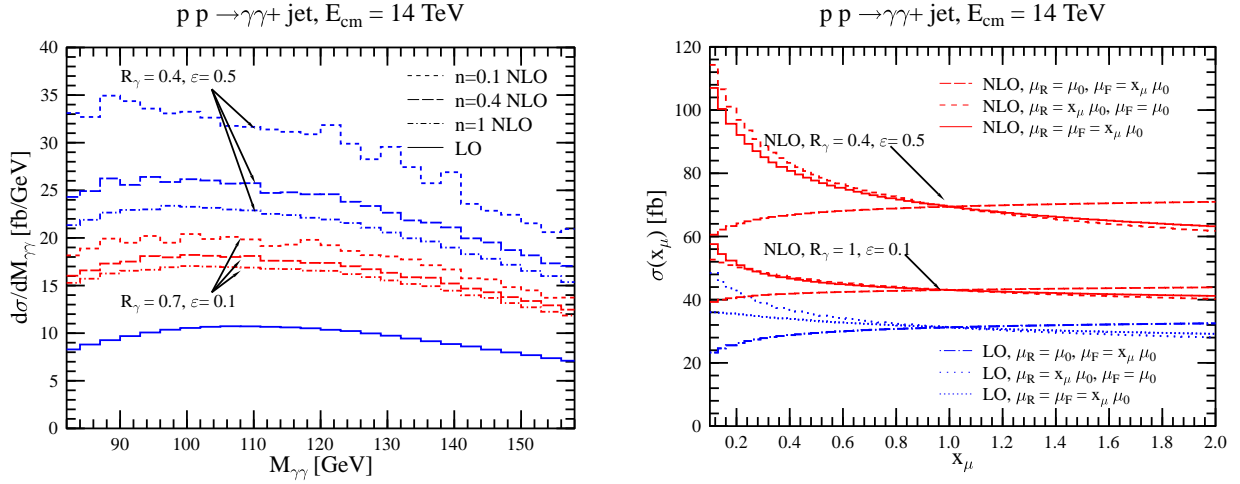 p p →γγ+ jet, E_cm = 14 TeV
dσ/dM_γγ [fb/GeV]
40
35
30
25
20
15
10
5
0
R_γ = 0.4, ε= 0.5
n=0.1 NLO
n=0.4 NLO
n=1 NLO
LO
R_γ = 0.7, ε= 0.1
90 100 110 120 130 140 150
M_γγ [GeV]
p p →γγ+ jet, E_cm = 14 TeV
σ(x_μ) [fb]
120
100
80
60
40
20
0
NLO, μ_R = μ_0, μ_F = x_μ μ_0
NLO, μ_R = x_μ μ_0, μ_F = μ_0
NLO, μ_R = μ_F = x_μ μ_0
NLO, R_γ = 0.4, ε = 0.5
NLO, R_γ = 1, ε = 0.1
LO, μ_R = μ_0, μ_F = x_μ μ_0
LO, μ_R = x_μ μ_0, μ_F = μ_0
LO, μ_R = μ_F = x_μ μ_0
0.2 0.4 0.6 0.8 1.0 1.2 1.4 1.6 1.8 2.0
x_μ